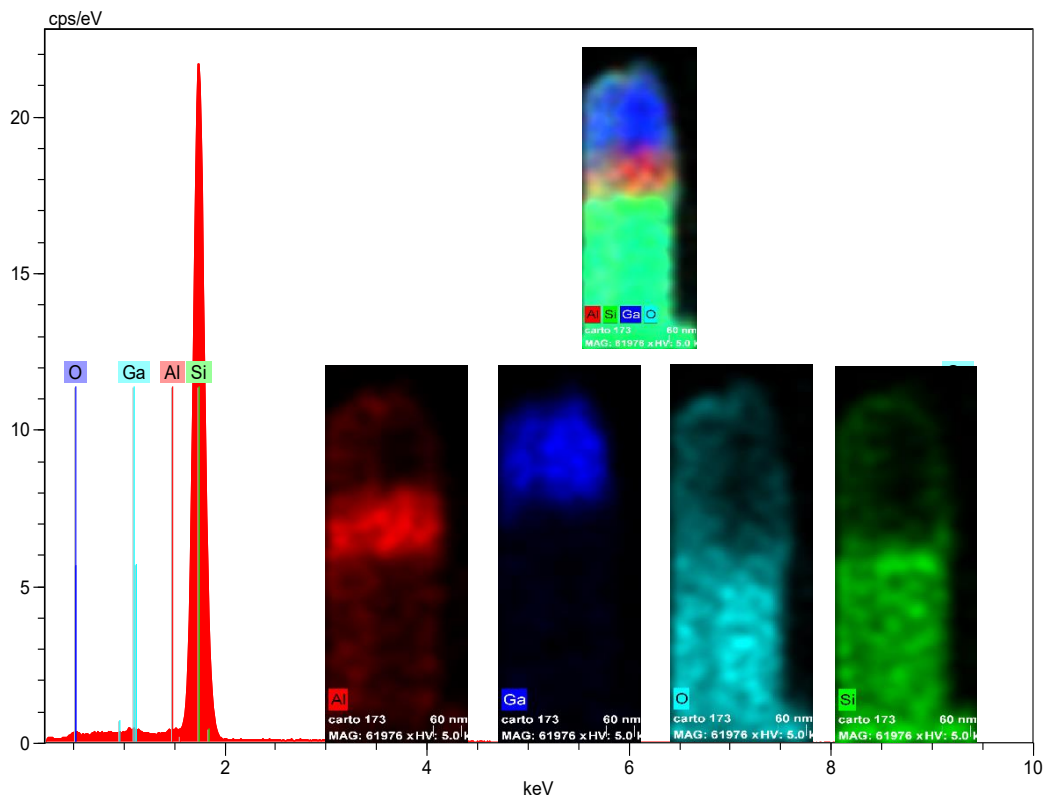 cps/eV
20
15
10
5
0
Al Si Ga O
carto 173 60 nm
MAG: 61976 x HV: 5.0 k
O Ga Al Si
Al
carto 173 60 nm
MAG: 61976 x HV: 5.0 k
Ga
carto 173 60 nm
MAG: 61976 x HV: 5.0 k
O
carto 173 60 nm
MAG: 61976 x HV: 5.0 k
Si
carto 173 60 nm
MAG: 61976 x HV: 5.0 k
2 4 6 8 10
keV